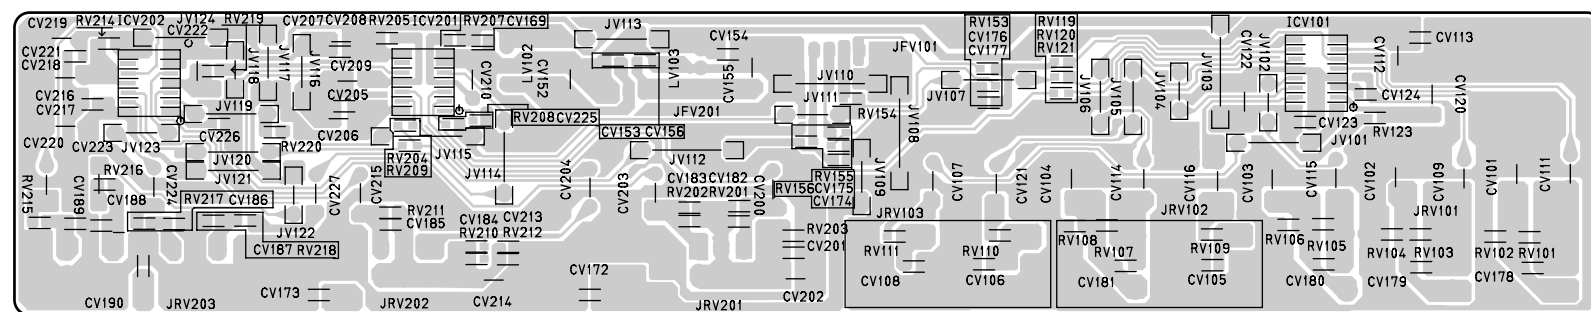 CV219 RV214 ICV202 JV124 RV219 CV207 CV208 RV205 ICV201 RV207 CV169 JV113 CV154 RV153 RV119 ICV101
CV222 CV176 RV120 CV113
CV221 JFV101 CV177 RV121
CV218 CV209 JV118 JV117 JV116 CV210 LV102 CV152 LV103 CV155 JV110 JV103 CV122 JV102 CV112
CV216 CV205 JV111 JV107 CV124
CV217 JV119 RV208 CV225 JFV201 RV154 JV106 JV105 JV104 CV120
CV226 CV206 CV153 CV156 JV108 CV123 RV123
CV220 CV223 JV123 RV220 JV115 JV112 JV101
JV120 RV204
RV216 JV121 RV209 JV114 CV183 CV182 RV155
RV215 CV189 CV188 CV224 RV217 CV186 CV227 CV215 CV204 CV203 RV202 RV201 CV200 RV156 CV175 JV109 CV107 CV121 CV104 CV114 CV116 CV103 CV115 CV102 CV109 CV101 CV111
CV174
RV211 CV184 CV213 JRV103 JRV102 JRV101
CV185
JV122 RV210 RV212 RV203 RV108 RV106
CV187 RV218 CV201 RV111 RV110 RV107 RV109 RV105 RV104 RV103 RV102 RV101
CV172 CV108 CV106 CV181 CV105 CV180 CV179 CV178
CV190 JRV203 CV173 JRV202 CV214 JRV201 CV202